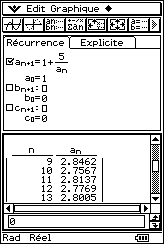 Edit Graphique
Récurrence Explicite
aₙ₊₁=1+5/aₙ
a₀=1
bₙ₊₁:
b₀=0
cₙ₊₁:
c₀=0
n aₙ
9 2.8462
10 2.7567
11 2.8137
12 2.7769
13 2.8005
0
Rad Réel